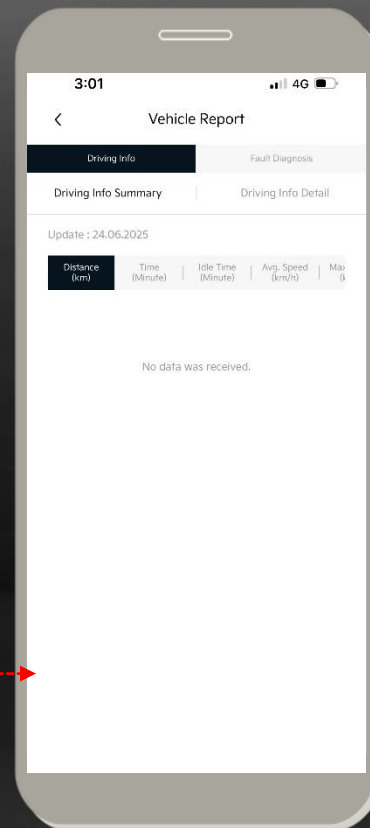 3:01 4G
Vehicle Report
Driving Info Fault Diagnosis
Driving Info Summary Driving Info Detail
Update : 24.06.2025
Distance Time Idle Time Avg. Speed Max
(km) (Minute) (Minute) (km/h)
No data was received.